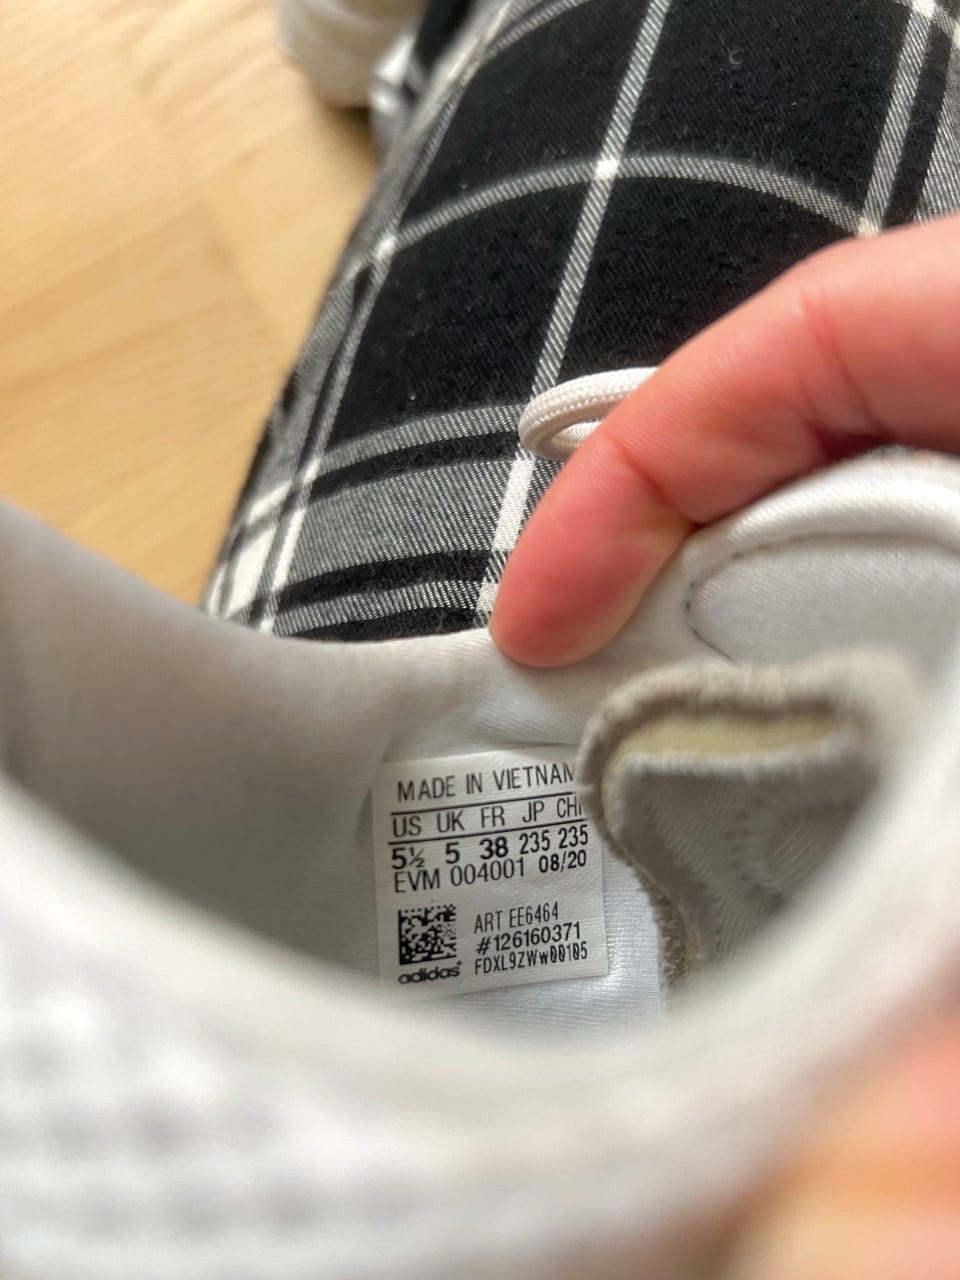 MADE IN VIETNAM
US UK FR JP CHN
5½ 5 38 235 235
EVM 004001 08/20
ART EE6464
#126160371
FDXL9ZWw00105
adidas®